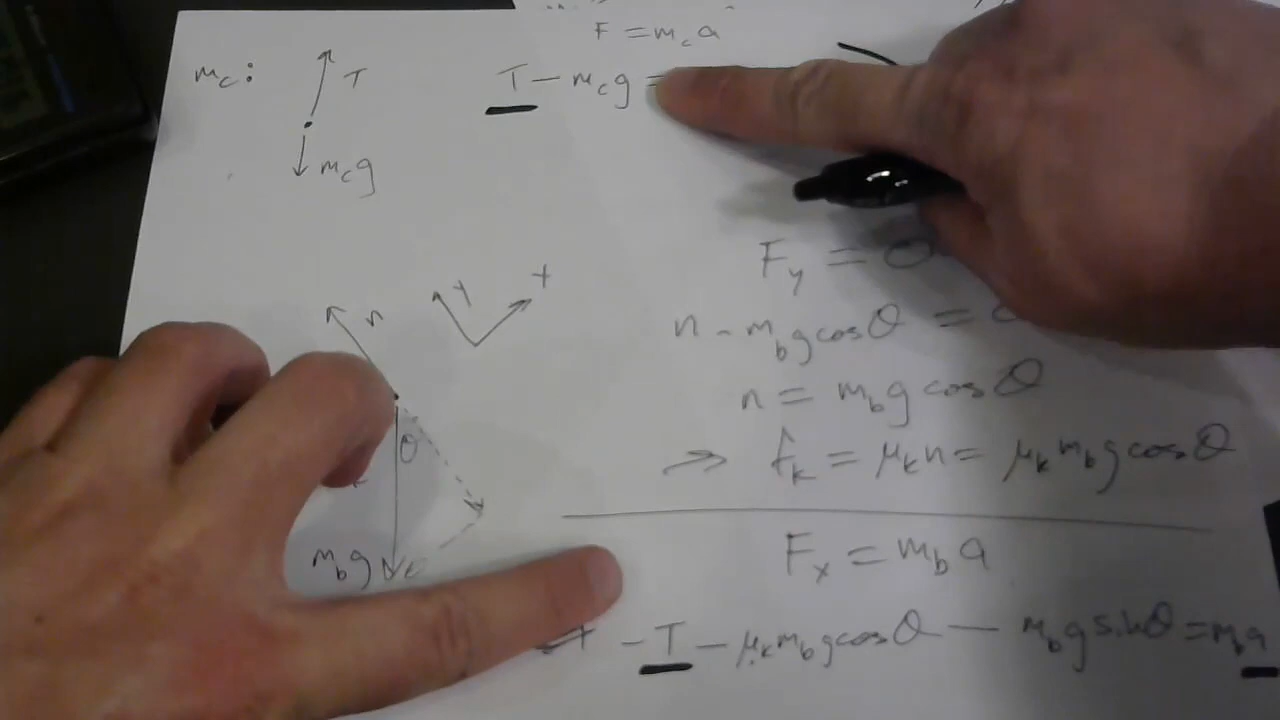 F = m_c a
m_c: T
T - m_c g =
m_c g
F_y = 0
n y x
n - m_b g cos θ =
n = m_b g cos θ
θ
⇒ f_k = μ_k n = μ_k m_b g cos θ
m_b g
F_x = m_b a
- T - μ_k m_b g cos θ - m_b g sin θ = m_b a